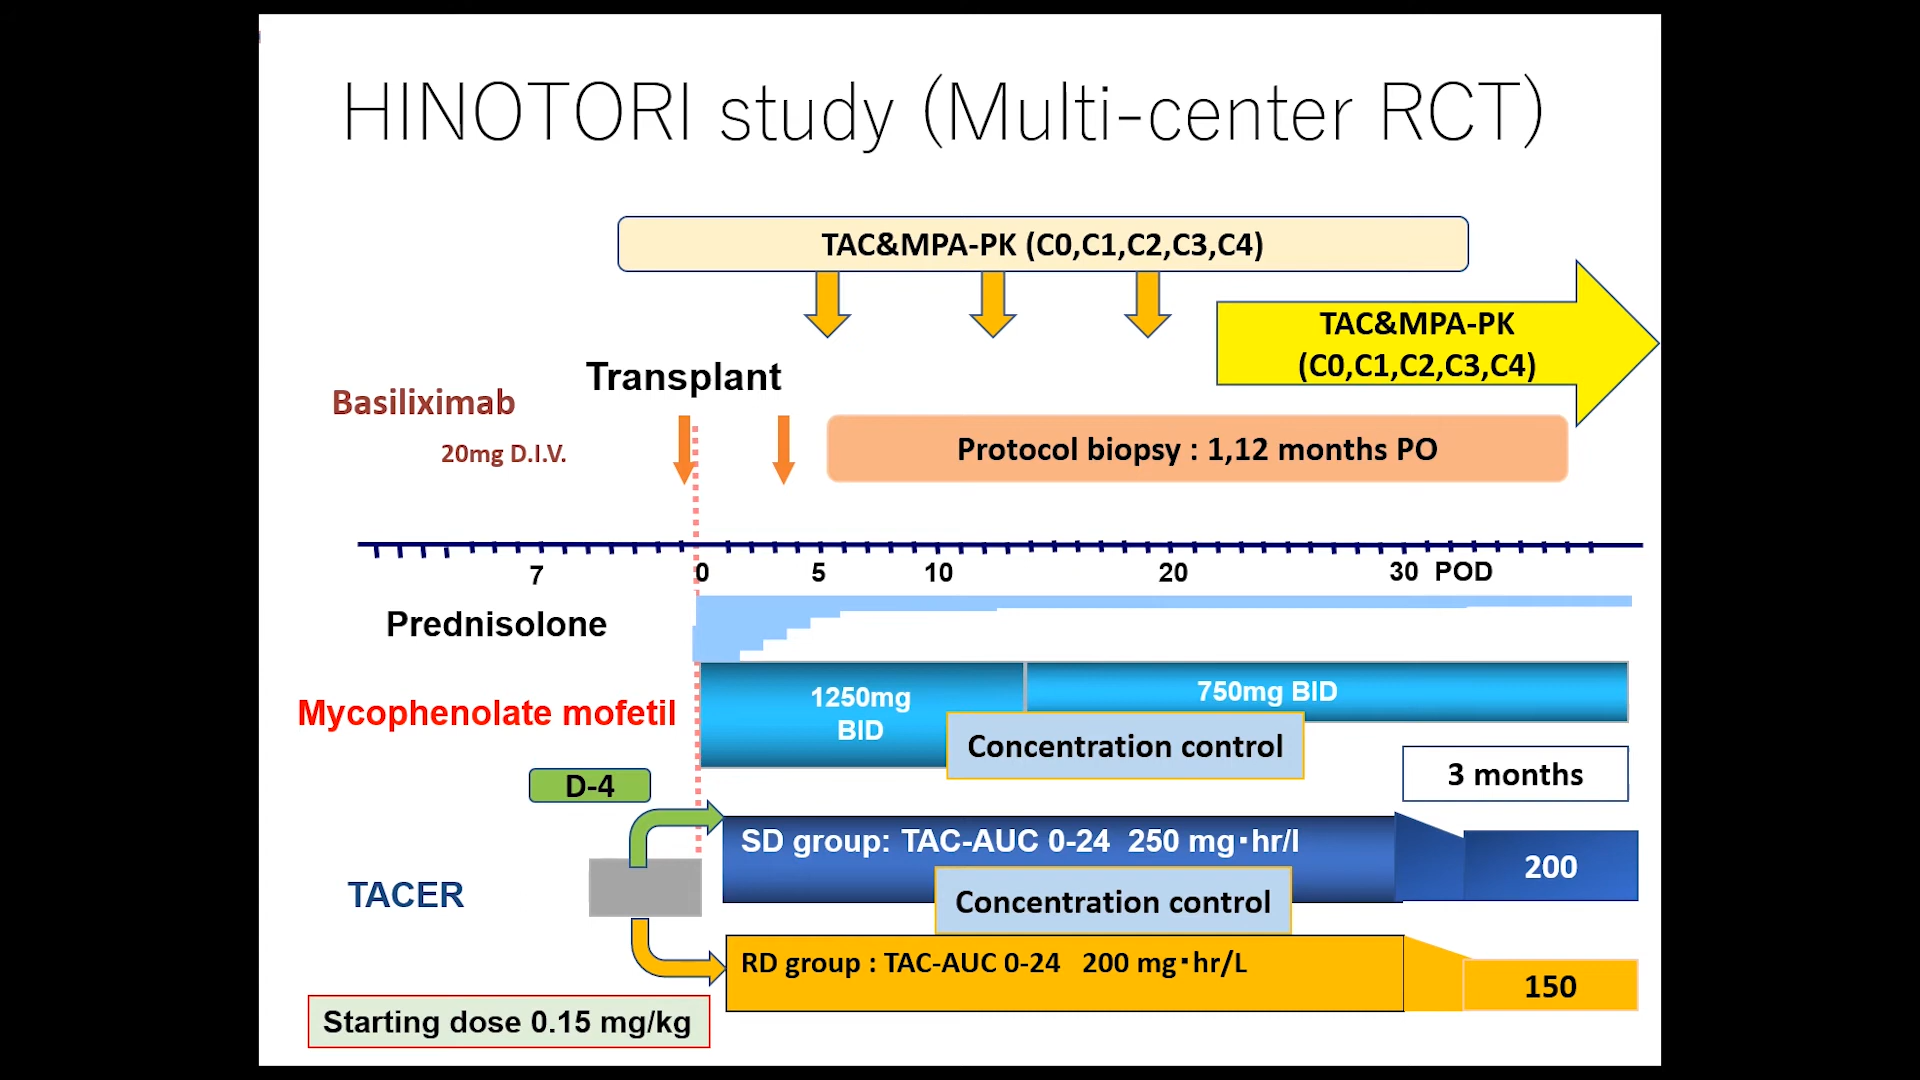 HINOTORI study (Multi-center RCT)
TAC&MPA-PK (C0,C1,C2,C3,C4)
TAC&MPA-PK
(C0,C1,C2,C3,C4)
Transplant
Basiliximab
20mg D.I.V.
Protocol biopsy : 1,12 months PO
7 0 5 10 20 30 POD
Prednisolone
Mycophenolate mofetil
1250mg
BID
750mg BID
Concentration control
3 months
D-4
SD group: TAC-AUC 0-24 250 mg･hr/l
200
TACER
Concentration control
RD group : TAC-AUC 0-24 200 mg･hr/L
150
Starting dose 0.15 mg/kg